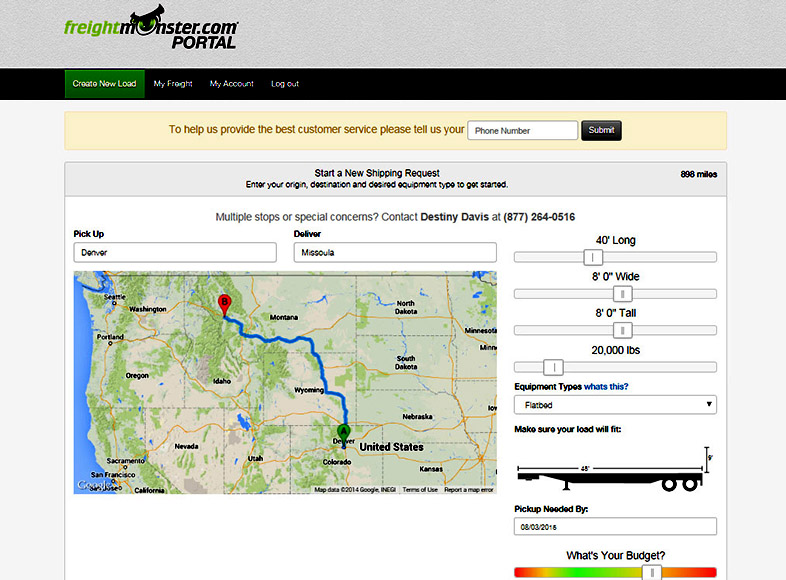 freightmonster.com
PORTAL
Create New Load My Freight My Account Log out
To help us provide the best customer service please tell us your Phone Number Submit
Start a New Shipping Request
898 miles
Enter your origin, destination and desired equipment type to get started.
Multiple stops or special concerns? Contact Destiny Davis at (877) 264-0516
Pick Up
Deliver
Denver
Missoula
Seattle
Washington
Portland
Oregon
Idaho
Montana
North
Dakota
Minnesota
Minn
South
Dakota
Wyoming
Iow
Nebraska
Nevada
Utah
Denver
Colorado
United States
Kansas
Sacramento
San Francisco
San Jose
California
B
A
Google
Map data ©2014 Google, INEGI Terms of Use Report a map error
40' Long
8' 0" Wide
8' 0" Tall
20,000 lbs
Equipment Types whats this?
Flatbed
Make sure your load will fit:
48'
9'
Pickup Needed By:
What's Your Budget?